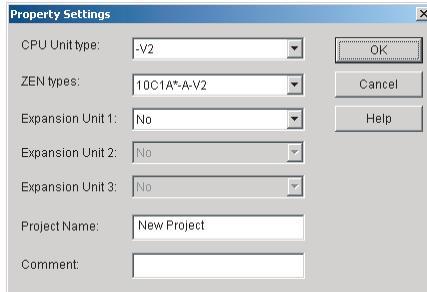 Property Settings
CPU Unit type: -V2 OK
ZEN types: 10C1A*-A-V2 Cancel
Expansion Unit 1: No Help
Expansion Unit 2: No
Expansion Unit 3: No
Project Name: New Project
Comment: